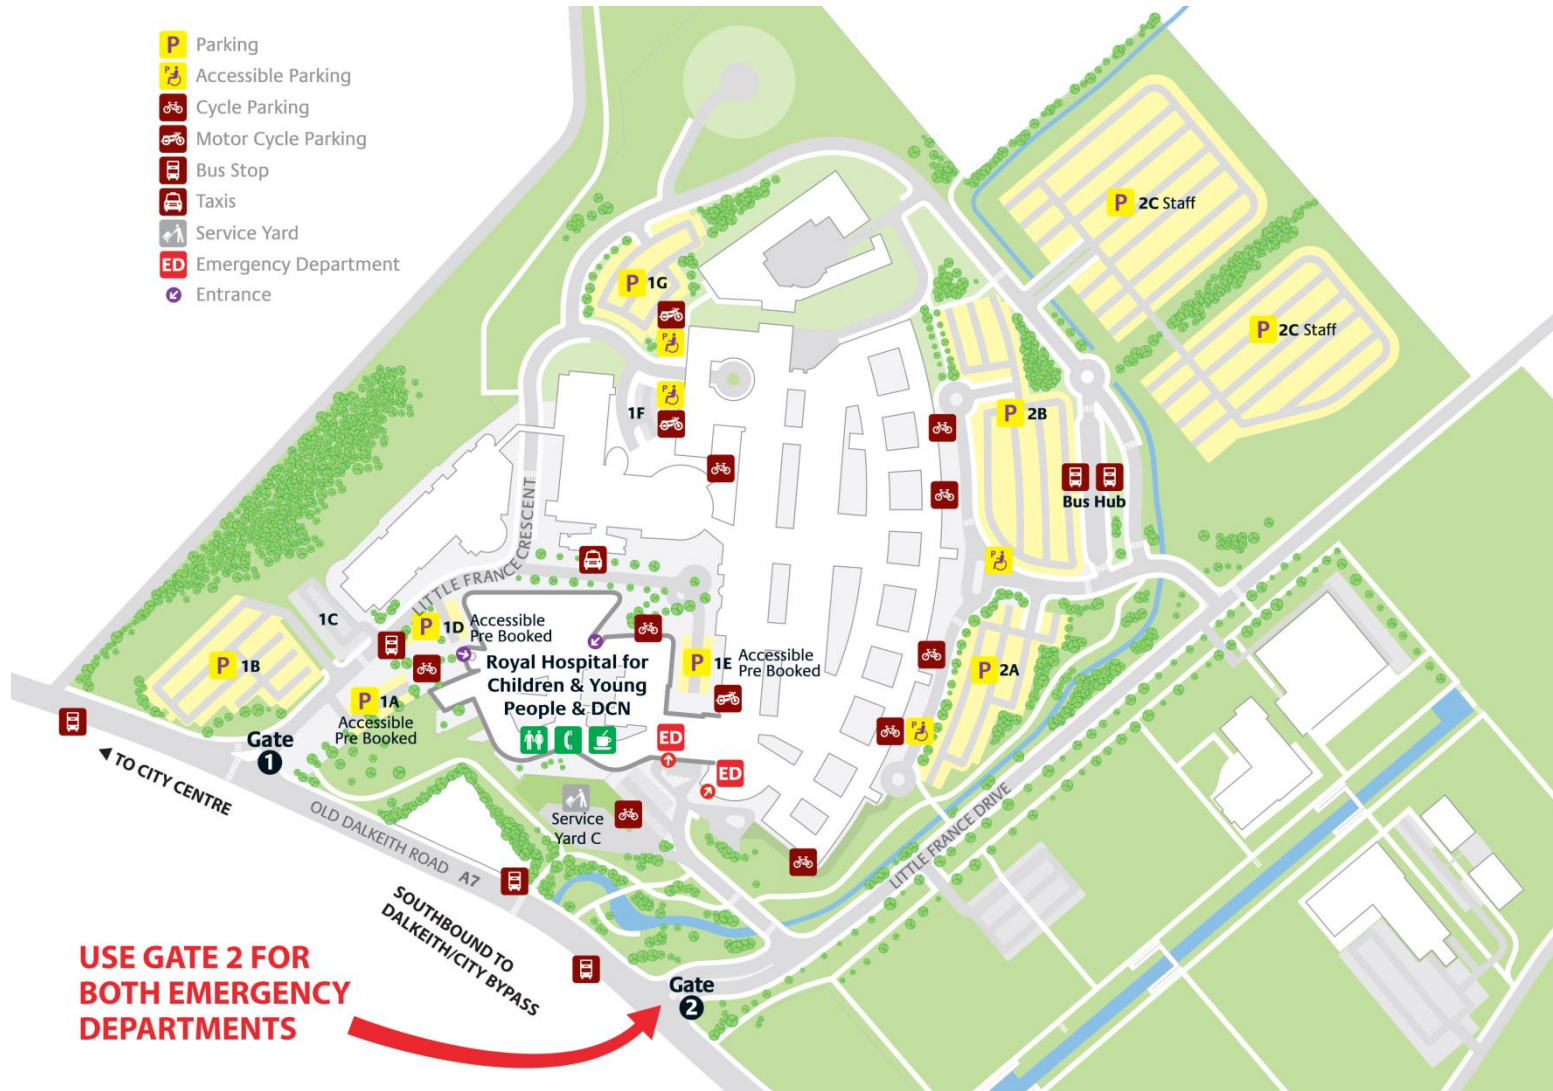 P Parking
P Accessible Parking
Cycle Parking
Motor Cycle Parking
Bus Stop
Taxis
Service Yard
ED Emergency Department
Entrance
P 2C Staff
P 1G
P
P 2C Staff
P
1F
P 2B
Bus Hub
LITTLE FRANCE CRESCENT
P
1C
P 1D
Accessible
Pre Booked
P 1B
Royal Hospital for
Children & Young
People & DCN
P 1E
Accessible
Pre Booked
P 2A
P 1A
Accessible
Pre Booked
P
Gate
1
ED
ED
TO CITY CENTRE
Service
Yard C
OLD DALKEITH ROAD A7
LITTLE FRANCE DRIVE
SOUTHBOUND TO
DALKEITH/CITY BYPASS
USE GATE 2 FOR
BOTH EMERGENCY
DEPARTMENTS
Gate
2